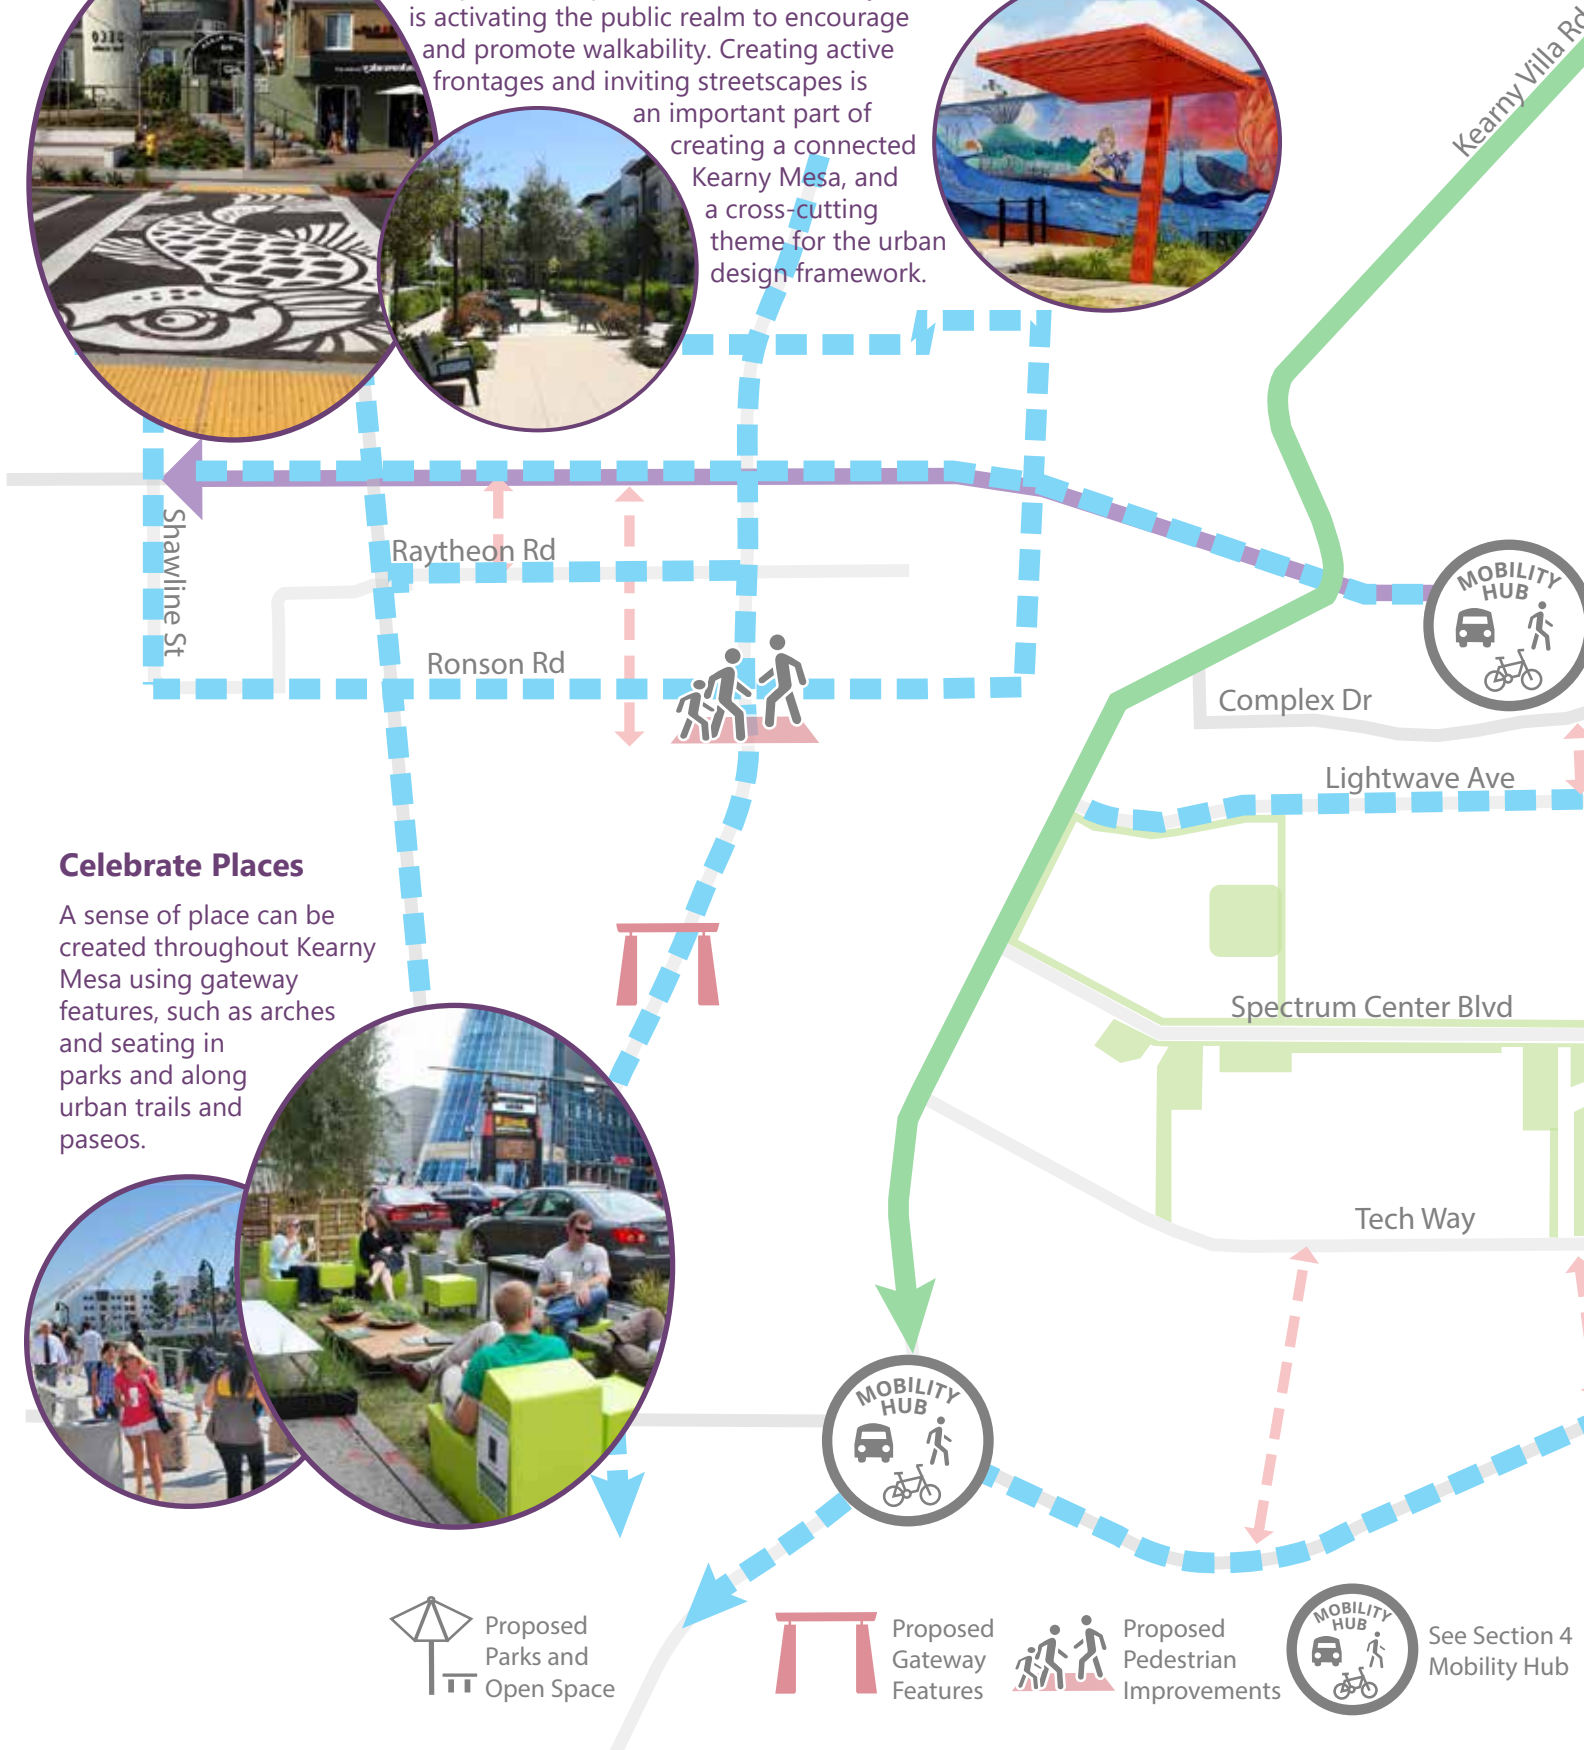 is activating the public realm to encourage
and promote walkability. Creating active
frontages and inviting streetscapes is
an important part of
creating a connected
Kearny Mesa, and
a cross-cutting
theme for the urban
design framework.
Kearny Villa Rd
Shawline St
Raytheon Rd
Ronson Rd
MOBILITY
HUB
Complex Dr
Lightwave Ave
Celebrate Places
A sense of place can be
created throughout Kearny
Mesa using gateway
features, such as arches
and seating in
parks and along
urban trails and
paseos.
Spectrum Center Blvd
Tech Way
MOBILITY
HUB
Proposed
Parks and
Open Space
Proposed
Gateway
Features
Proposed
Pedestrian
Improvements
MOBILITY
HUB
See Section 4
Mobility Hub